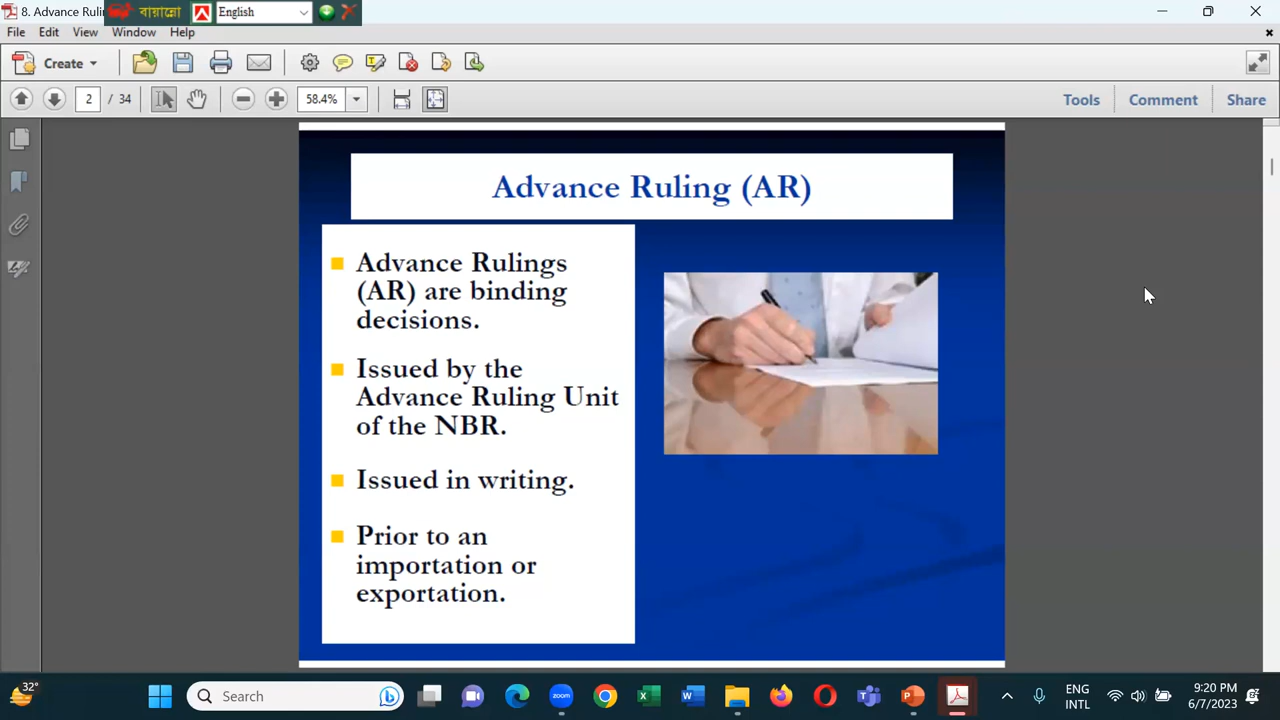 8. Advance Rulin
বায়ান্নো
English
File Edit View Window Help
Create
2 / 34
58.4%
Tools Comment Share
Advance Ruling (AR)
Advance Rulings
(AR) are binding
decisions.
Issued by the
Advance Ruling Unit
of the NBR.
Issued in writing.
Prior to an
importation or
exportation.
32°
Search
zoom
ENG
INTL
9:20 PM
6/7/2023